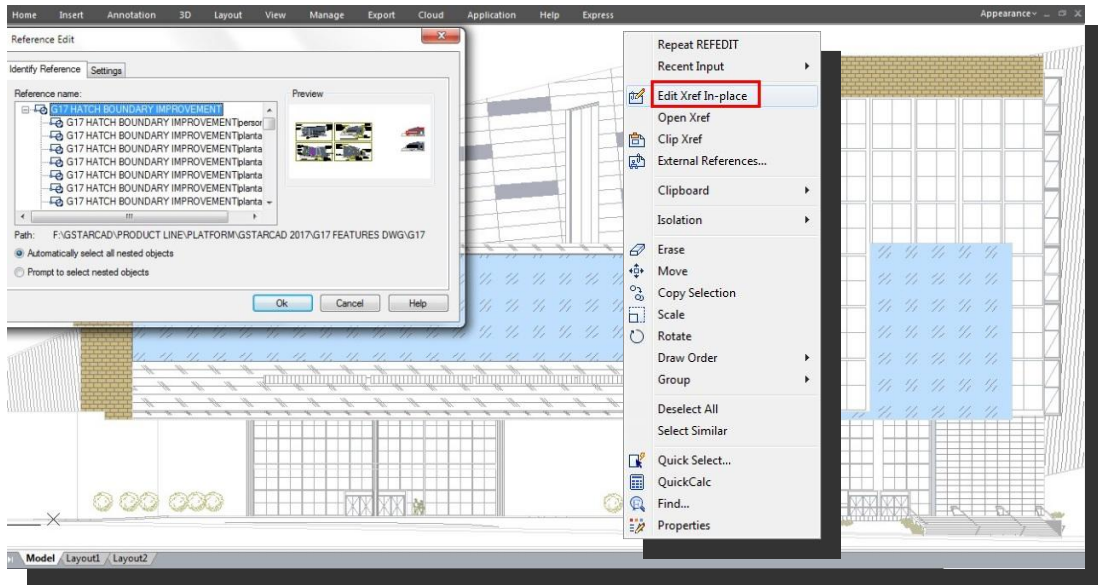 Home Insert Annotation 3D Layout View Manage Export Cloud Application Help Express Appearance
Reference Edit
Identify Reference Settings
Reference name:
G17 HATCH BOUNDARY IMPROVEMENT
G17 HATCH BOUNDARY IMPROVEMENT|persor
G17 HATCH BOUNDARY IMPROVEMENT|planta
G17 HATCH BOUNDARY IMPROVEMENT|planta
G17 HATCH BOUNDARY IMPROVEMENT|planta
G17 HATCH BOUNDARY IMPROVEMENT|planta
G17 HATCH BOUNDARY IMPROVEMENT|planta
G17 HATCH BOUNDARY IMPROVEMENT|planta
Preview
Path: F:\GSTARCAD\PRODUCT LINE\PLATFORM\GSTARCAD 2017\G17 FEATURES DWG\G17
Automatically select all nested objects
Prompt to select nested objects
Ok Cancel Help
Repeat REFEDIT
Recent Input
Edit Xref In-place
Open Xref
Clip Xref
External References...
Clipboard
Isolation
Erase
Move
Copy Selection
Scale
Rotate
Draw Order
Group
Deselect All
Select Similar
Quick Select...
QuickCalc
Find...
Properties
Model Layout1 Layout2